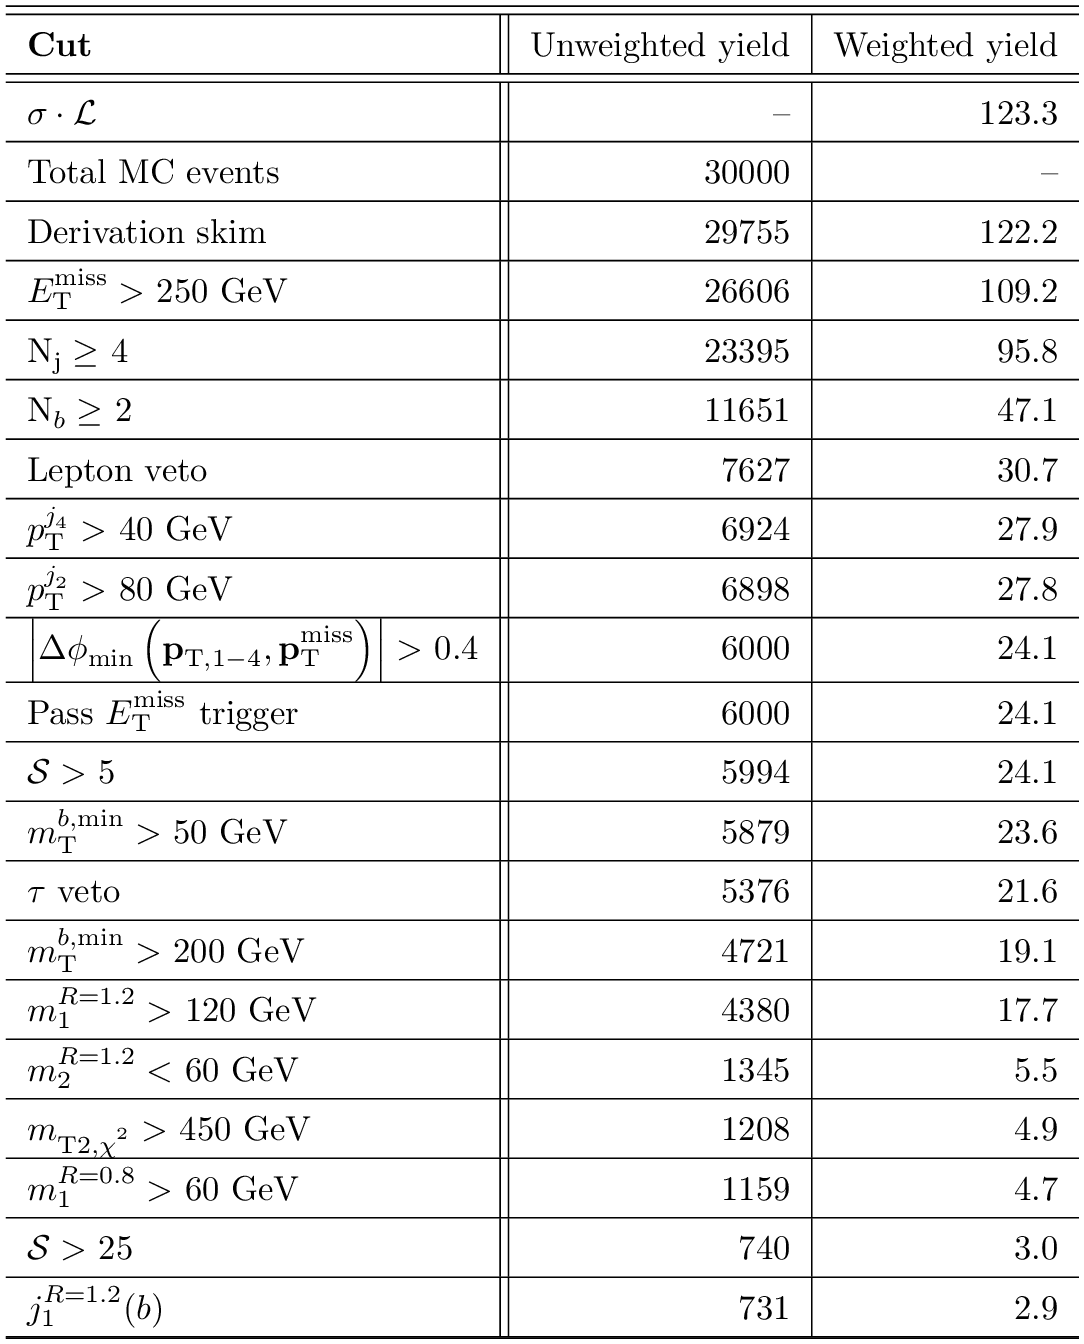 Cut Unweighted yield Weighted yield
σ · ℒ – 123.3
Total MC events 30000 –
Derivation skim 29755 122.2
E_T^miss > 250 GeV 26606 109.2
N_j ≥ 4 23395 95.8
N_b ≥ 2 11651 47.1
Lepton veto 7627 30.7
p_T^{j_4} > 40 GeV 6924 27.9
p_T^{j_2} > 80 GeV 6898 27.8
|Δϕ_min (𝐩_{T,1−4}, 𝐩_T^miss)| > 0.4 6000 24.1
Pass E_T^miss trigger 6000 24.1
𝒮 > 5 5994 24.1
m_T^{b,min} > 50 GeV 5879 23.6
τ veto 5376 21.6
m_T^{b,min} > 200 GeV 4721 19.1
m_1^{R=1.2} > 120 GeV 4380 17.7
m_2^{R=1.2} < 60 GeV 1345 5.5
m_{T2,χ^2} > 450 GeV 1208 4.9
m_1^{R=0.8} > 60 GeV 1159 4.7
𝒮 > 25 740 3.0
j_1^{R=1.2}(b) 731 2.9